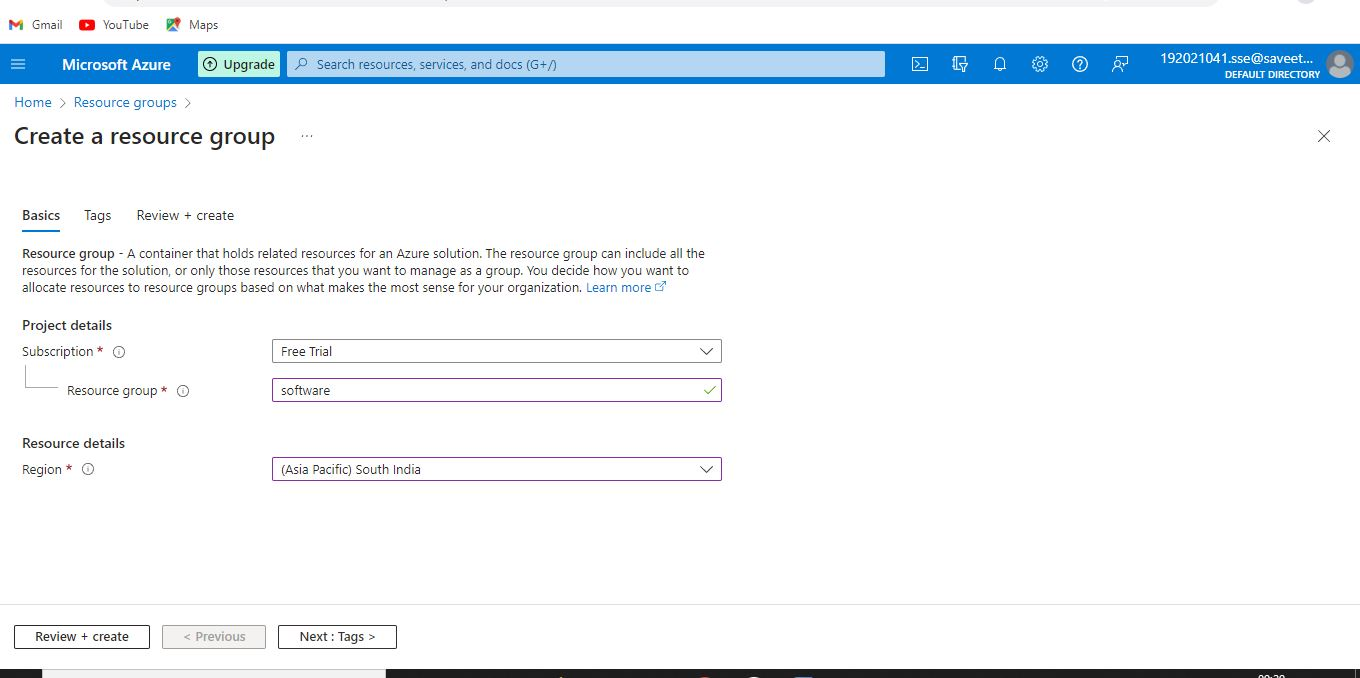 Gmail YouTube Maps
Microsoft Azure Upgrade Search resources, services, and docs (G+/) 192021041.sse@saveet...
DEFAULT DIRECTORY
Home > Resource groups >
Create a resource group ...
Basics Tags Review + create
Resource group - A container that holds related resources for an Azure solution. The resource group can include all the
resources for the solution, or only those resources that you want to manage as a group. You decide how you want to
allocate resources to resource groups based on what makes the most sense for your organization. Learn more
Project details
Subscription * Free Trial
Resource group * software
Resource details
Region * (Asia Pacific) South India
Review + create < Previous Next : Tags >